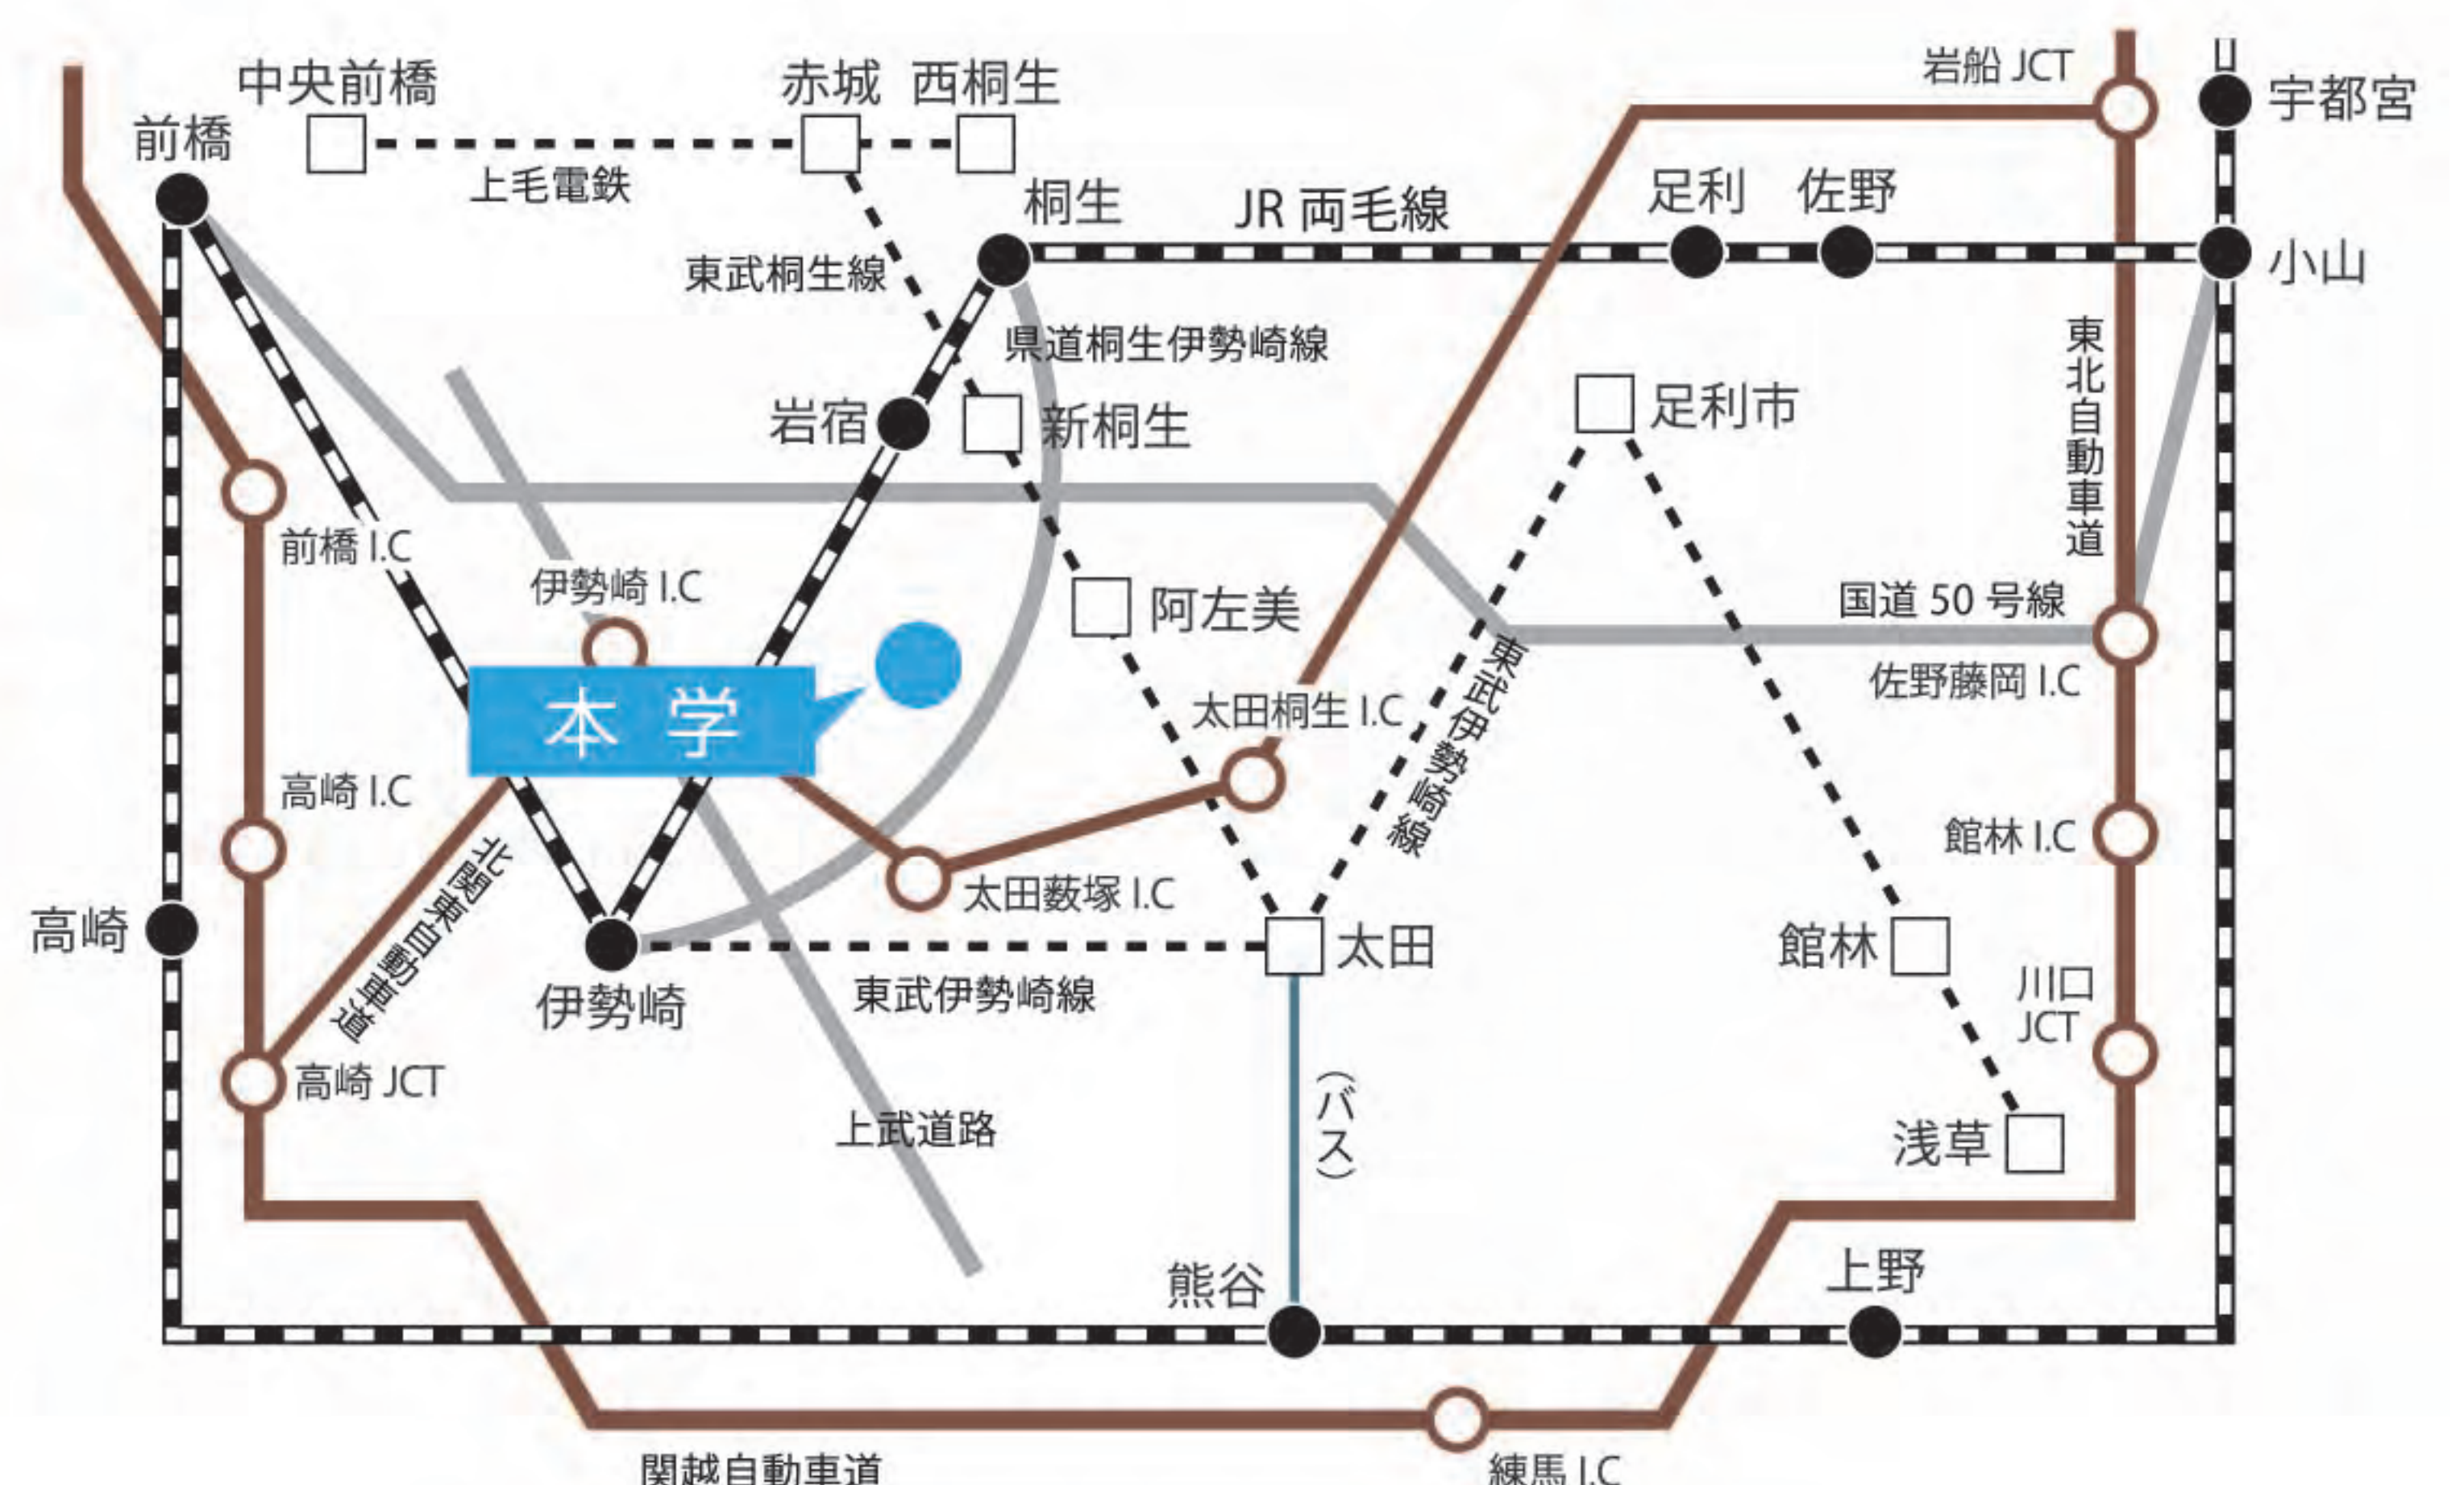 岩船 JCT
中央前橋
赤城
西桐生
宇都宮
前橋
上毛電鉄
桐生
JR 両毛線
足利
佐野
東武桐生線
小山
県道桐生伊勢崎線
東北自動車道
岩宿
新桐生
足利市
前橋 I.C
伊勢崎 I.C
阿左美
国道 50 号線
佐野藤岡 I.C
本 学
太田桐生 I.C
東武伊勢崎線
高崎 I.C
館林 I.C
北関東自動車道
太田薮塚 I.C
高崎
太田
館林
伊勢崎
東武伊勢崎線
川口
JCT
高崎 JCT
上武道路
(バス)
浅草
熊谷
上野
関越自動車道
練馬 I.C